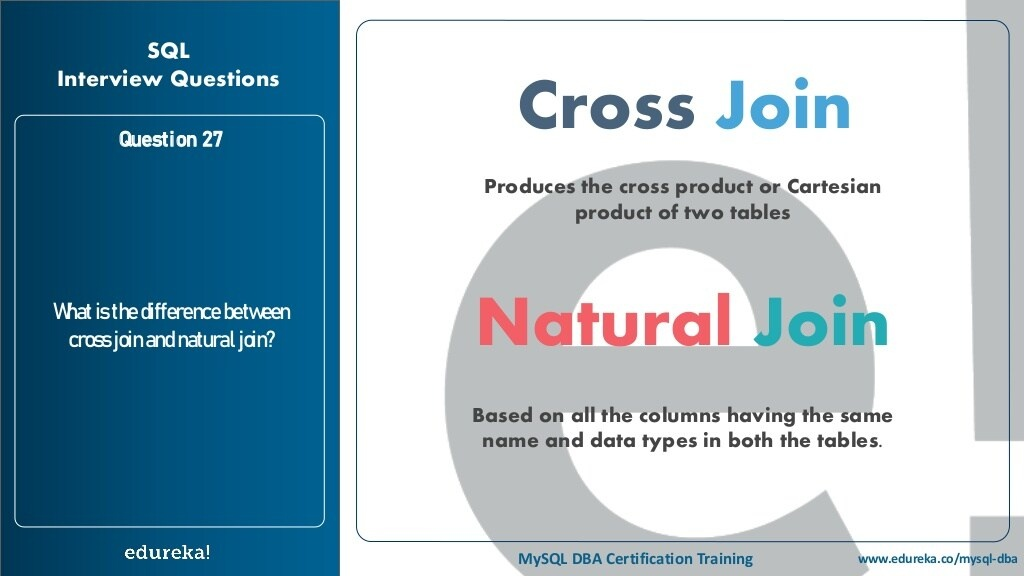 SQL
Interview Questions
Question 27
What is the difference between
cross join and natural join?
edureka!
Cross Join
Produces the cross product or Cartesian
product of two tables
Natural Join
Based on all the columns having the same
name and data types in both the tables.
MySQL DBA Certification Training
www.edureka.co/mysql-dba